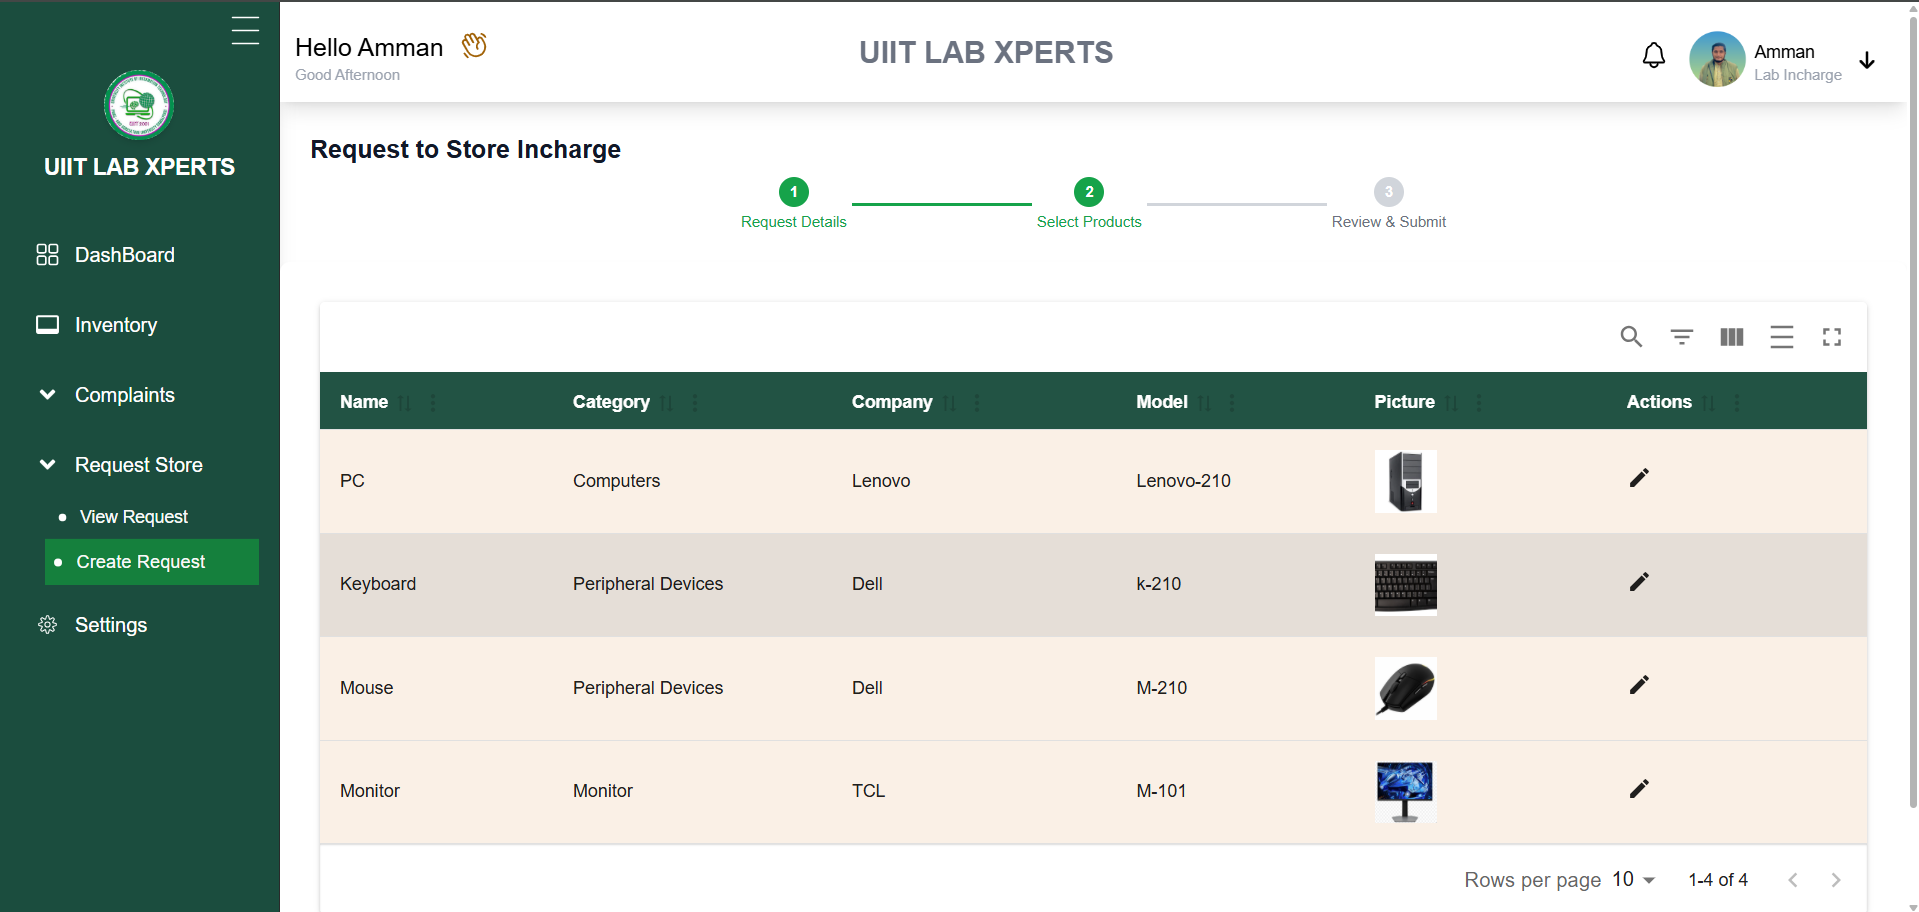 UIIT LAB XPERTS
DashBoard
Inventory
Complaints
Request Store
View Request
Create Request
Settings
Hello Amman
Good Afternoon
UIIT LAB XPERTS
Amman
Lab Incharge
Request to Store Incharge
1
Request Details
2
Select Products
3
Review & Submit
Name Category Company Model Picture Actions
PC Computers Lenovo Lenovo-210
Keyboard Peripheral Devices Dell k-210
Mouse Peripheral Devices Dell M-210
Monitor Monitor TCL M-101
Rows per page 10 1-4 of 4